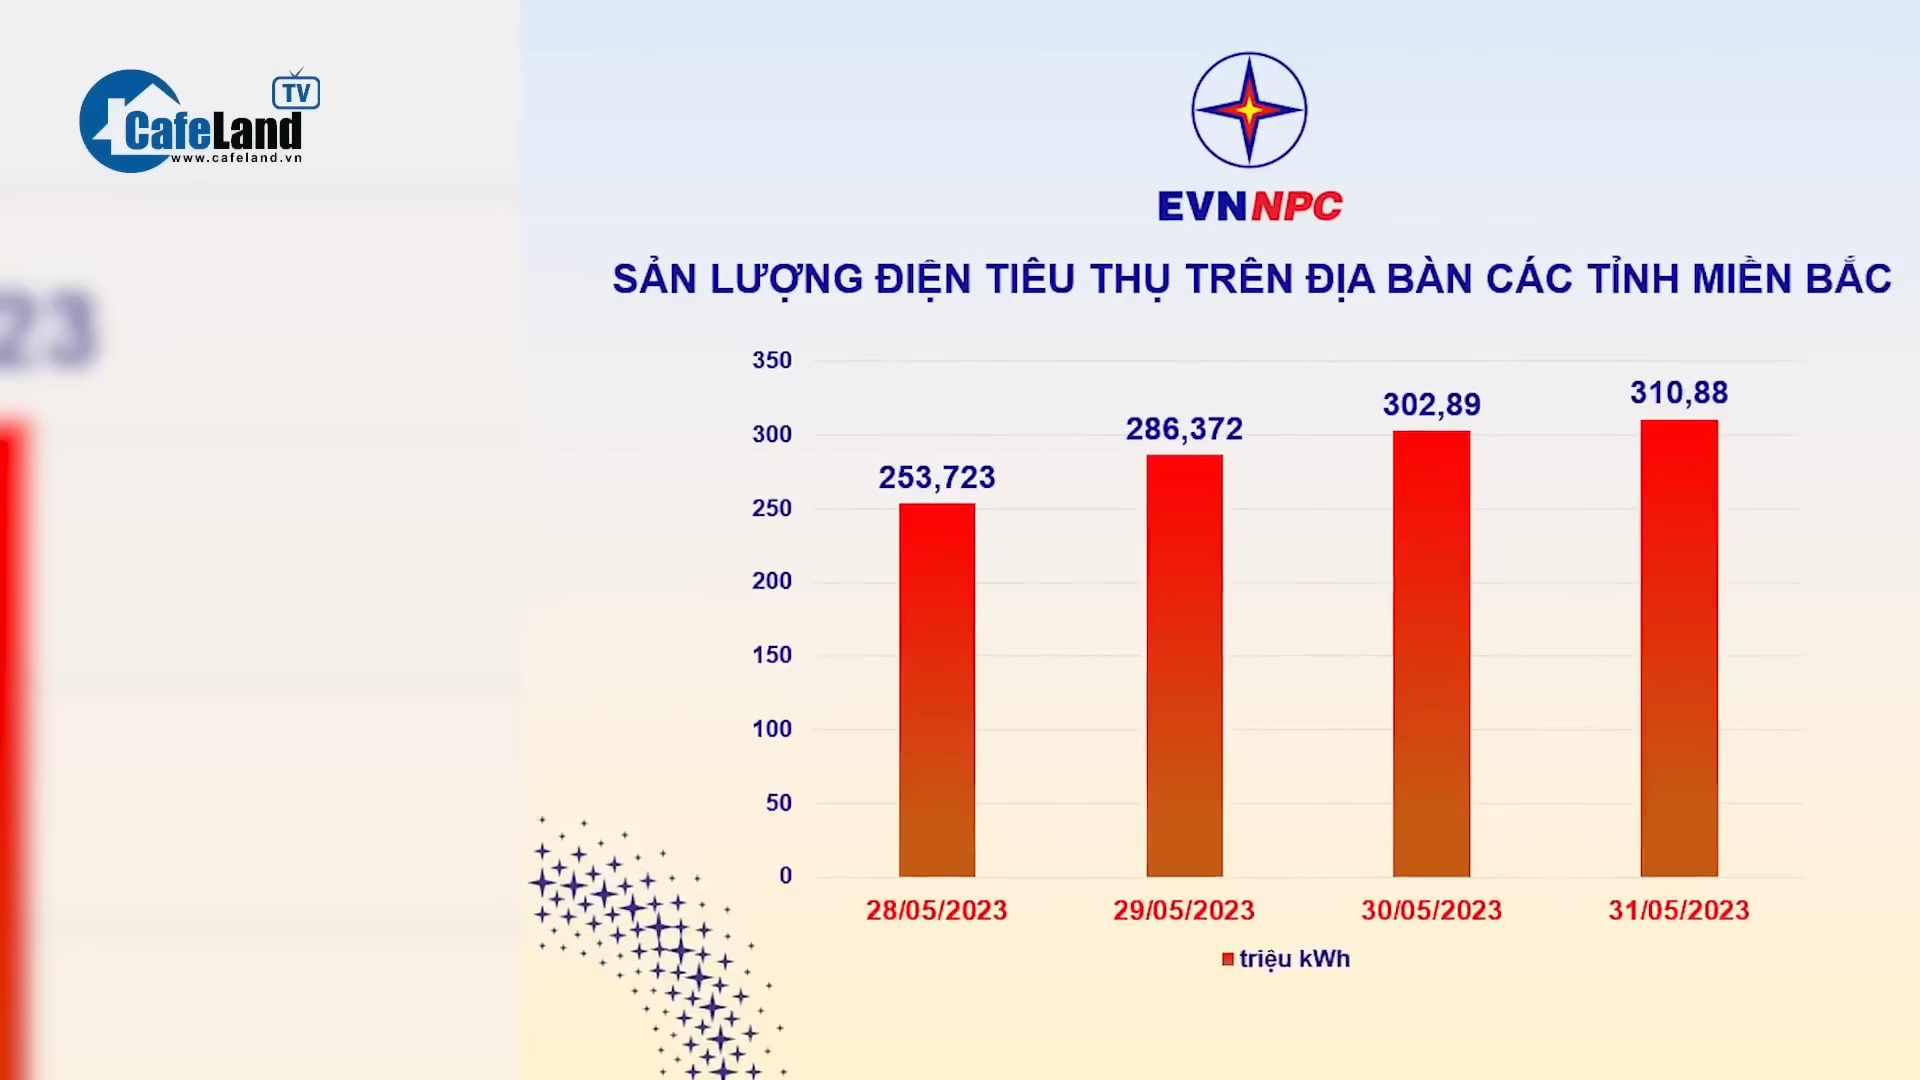 TV
CafeLand
www.cafeland.vn
23
EVNNPC
SẢN LƯỢNG ĐIỆN TIÊU THỤ TRÊN ĐỊA BÀN CÁC TỈNH MIỀN BẮC
350
300
250
200
150
100
50
0
253,723
286,372
302,89
310,88
28/05/2023
29/05/2023
30/05/2023
31/05/2023
triệu kWh